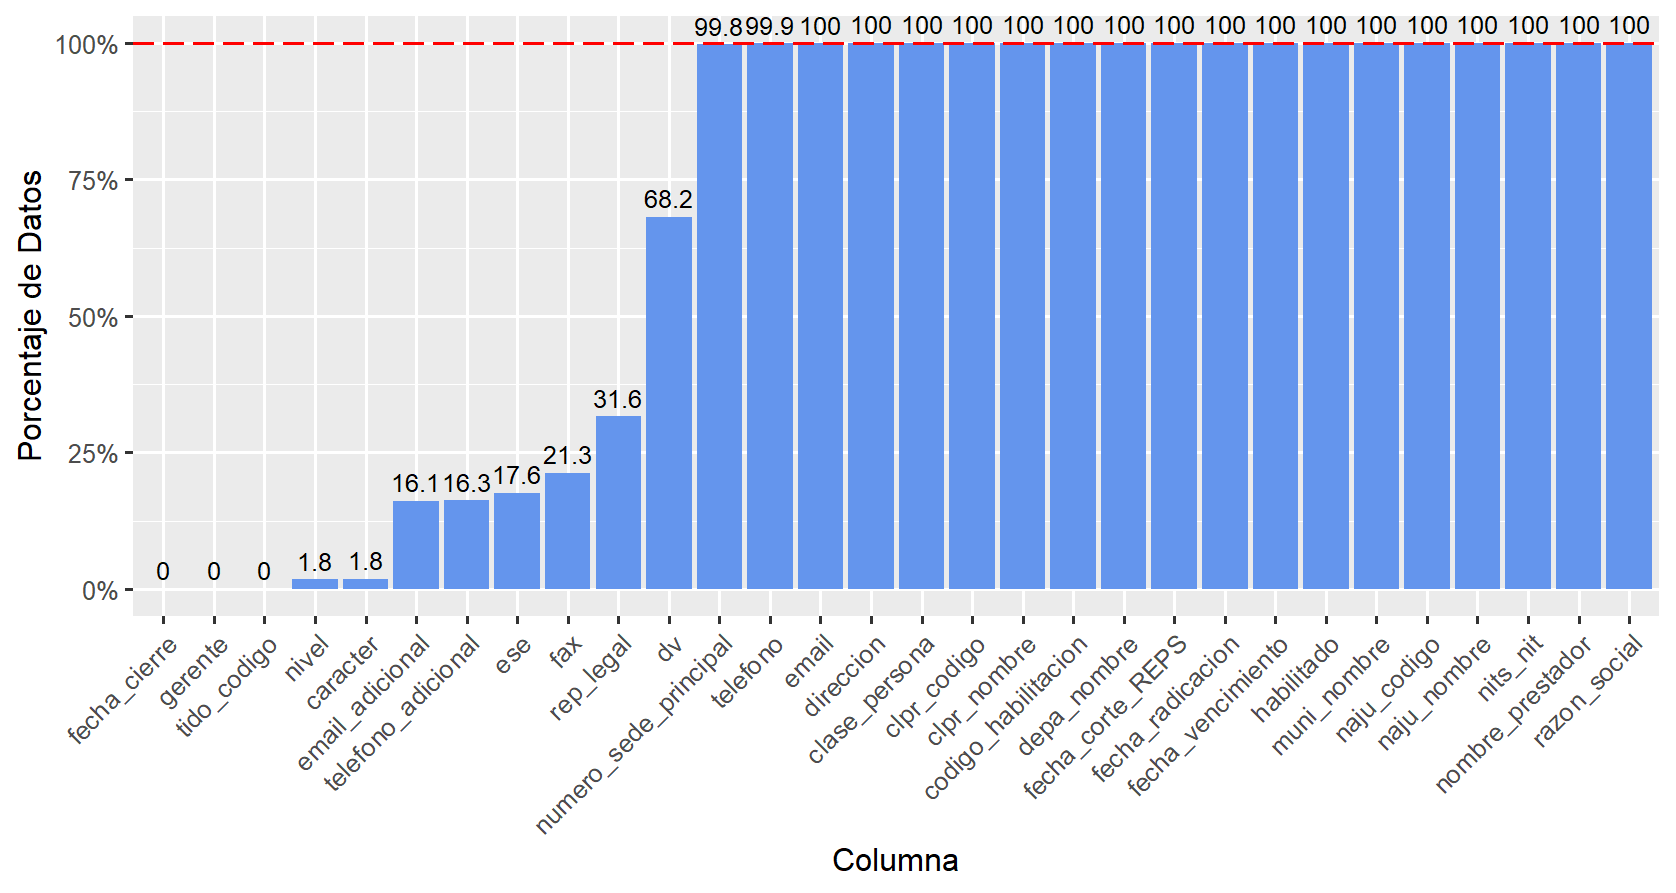 Porcentaje de Datos
100%
75%
50%
25%
0%
0 0 0 1.8 1.8 16.1 16.3 17.6 21.3 31.6 68.2 99.8 99.9 100 100 100 100 100 100 100 100 100 100 100 100 100 100 100 100 100
fecha_cierre
gerente
tido_codigo
nivel
caracter
email_adicional
telefono_adicional
ese
fax
rep_legal
dv
numero_sede_principal
telefono
email
direccion
clase_persona
clpr_codigo
clpr_nombre
codigo_habilitacion
depa_nombre
fecha_corte_REPS
fecha_radicacion
fecha_vencimiento
habilitado
muni_nombre
naju_codigo
naju_nombre
nits_nit
nombre_prestador
razon_social
Columna